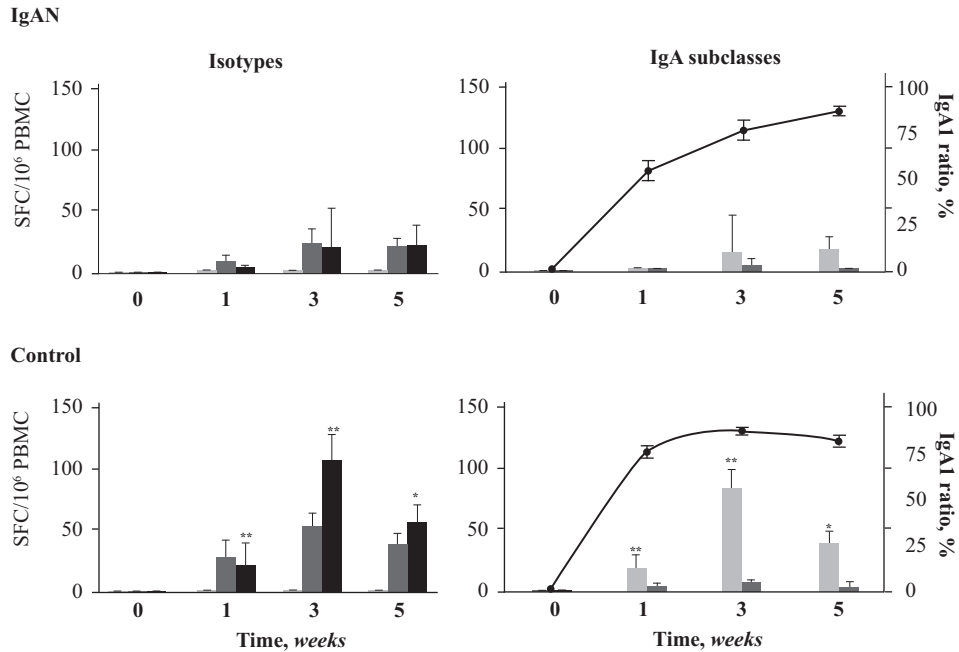 IgAN
Isotypes
IgA subclasses
SFC/10⁶ PBMC
150
100
50
0
0 1 3 5
150
100
50
0
0 1 3 5
100
75
50
25
0
IgA1 ratio, %
Control
SFC/10⁶ PBMC
150
100
50
0
**
**
*
0 1 3 5
Time, weeks
150
100
50
0
**
**
*
0 1 3 5
Time, weeks
100
75
50
25
0
IgA1 ratio, %